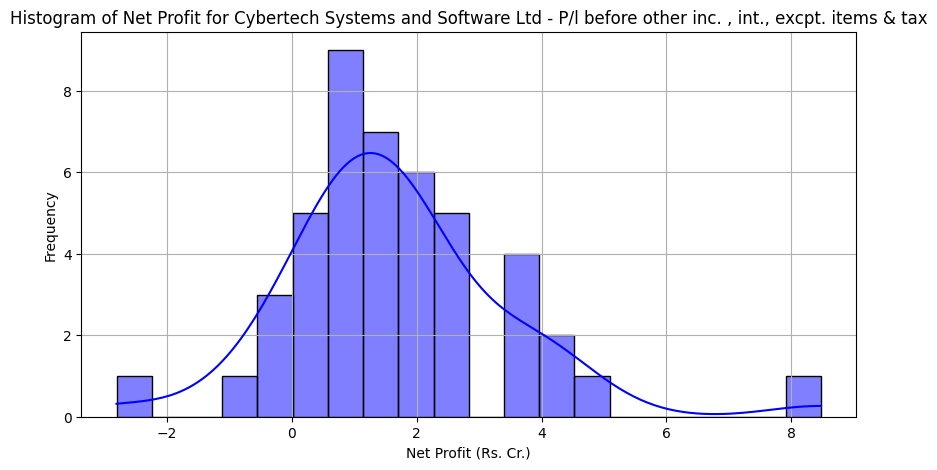 Histogram of Net Profit for Cybertech Systems and Software Ltd - P/l before other inc. , int., excpt. items & tax
8
6
4
2
0
Frequency
−2 0 2 4 6 8
Net Profit (Rs. Cr.)